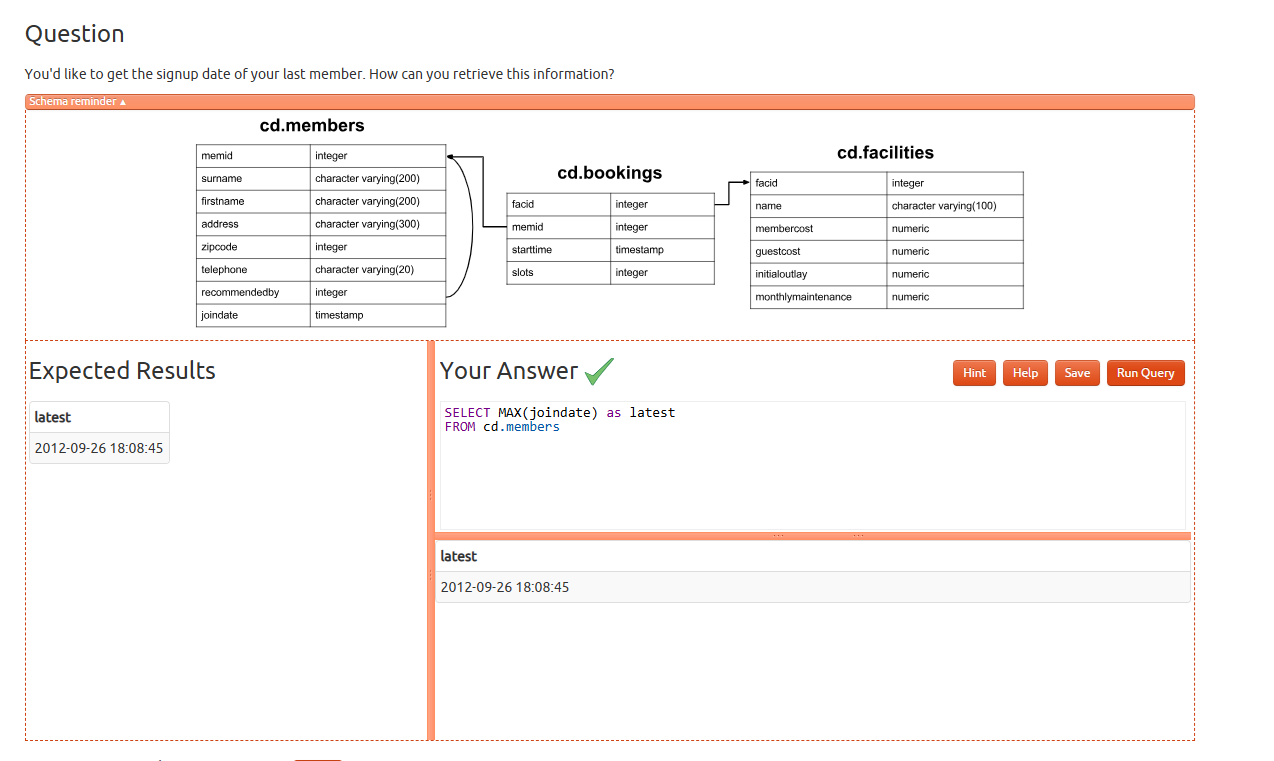 Question
You'd like to get the signup date of your last member. How can you retrieve this information?
Schema reminder ▲
cd.members
memid integer
surname character varying(200)
firstname character varying(200)
address character varying(300)
zipcode integer
telephone character varying(20)
recommendedby integer
joindate timestamp
cd.bookings
facid integer
memid integer
starttime timestamp
slots integer
cd.facilities
facid integer
name character varying(100)
membercost numeric
guestcost numeric
initialoutlay numeric
monthlymaintenance numeric
Expected Results
latest
2012-09-26 18:08:45
Your Answer
Hint Help Save Run Query
SELECT MAX(joindate) as latest
FROM cd.members
latest
2012-09-26 18:08:45